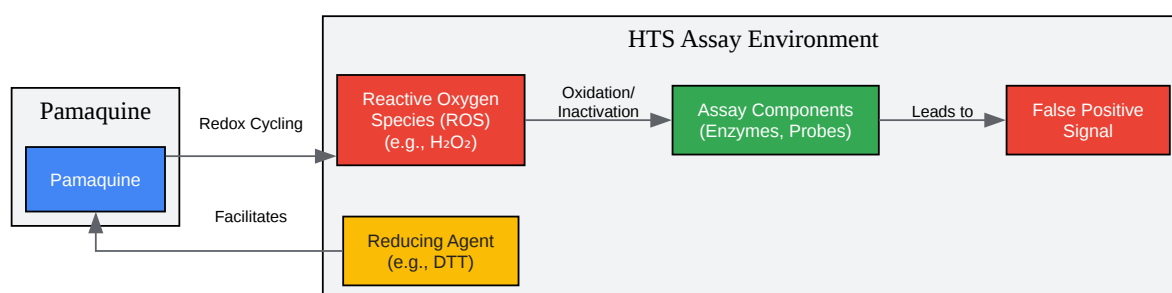 HTS Assay Environment
Pamaquine
Pamaquine
Redox Cycling
Reactive Oxygen
Species (ROS)
(e.g., H₂O₂)
Oxidation/
Inactivation
Assay Components
(Enzymes, Probes)
Leads to
False Positive
Signal
Facilitates
Reducing Agent
(e.g., DTT)